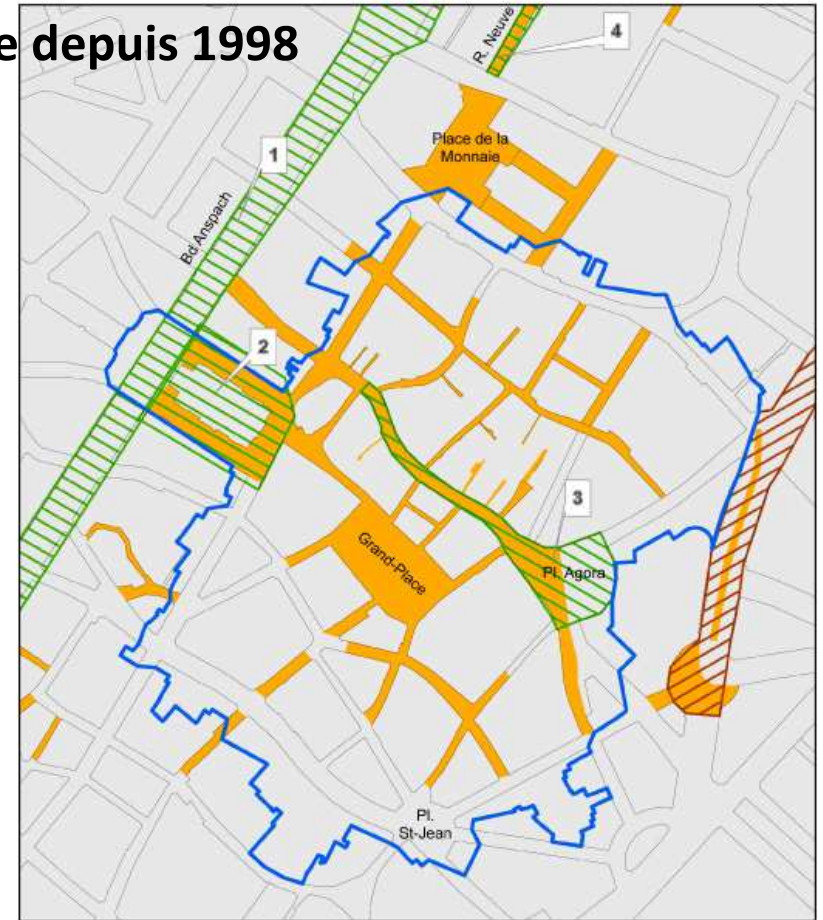 e depuis 1998
R. Neuve
4
Place de la
Monnaie
1
Bd Anspach
2
3
Grand-Place
Pl. Agora
Pl.
St-Jean